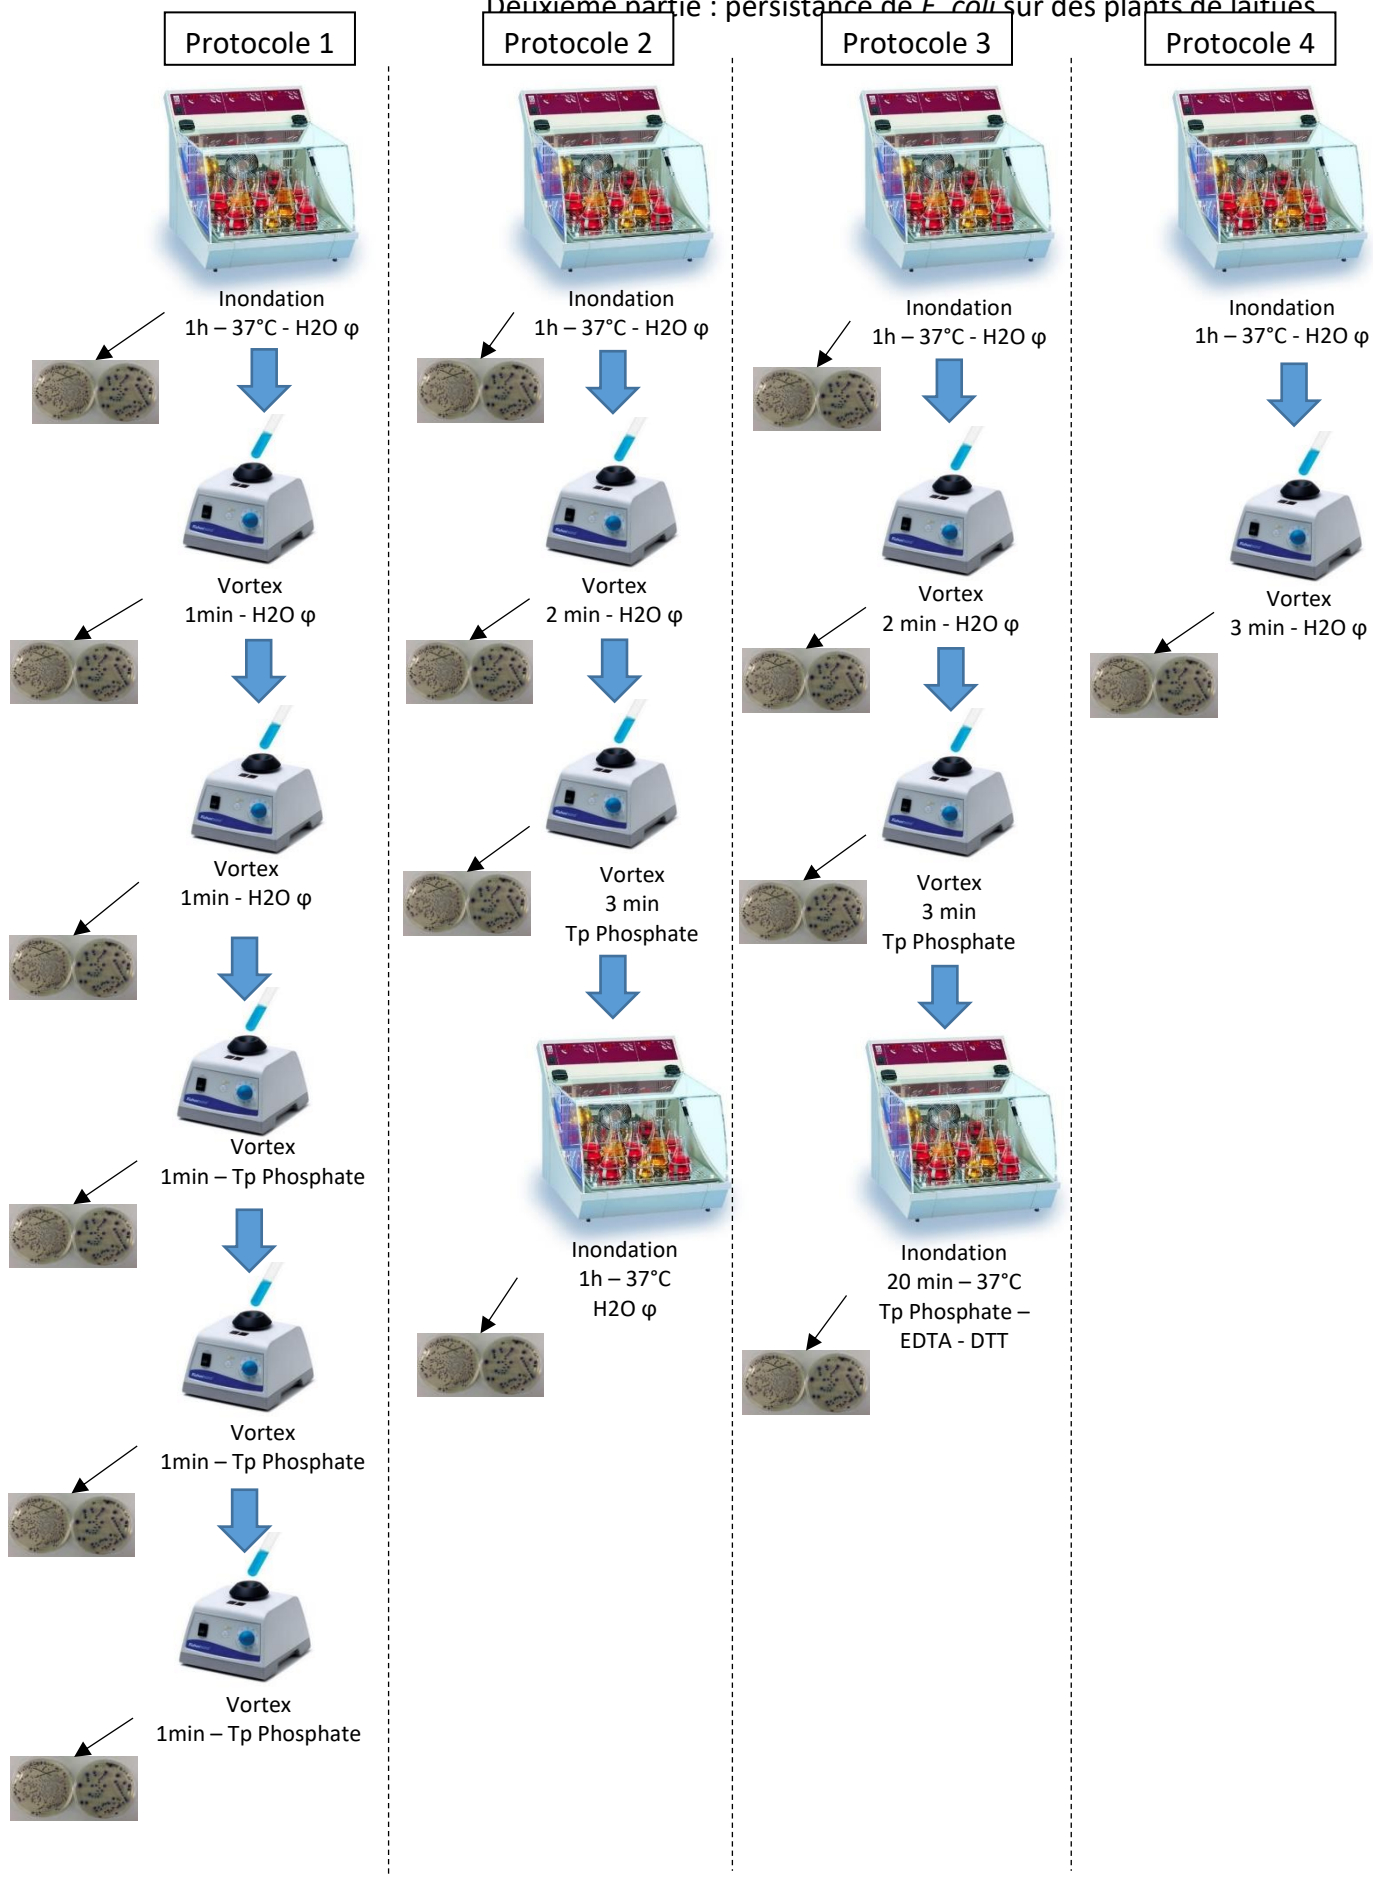 Deuxième partie : persistance de E. coli sur des plants de laitues
Protocole 1
Inondation
1h – 37°C - H2O φ
Vortex
1min - H2O φ
Vortex
1min - H2O φ
Vortex
1min – Tp Phosphate
Vortex
1min – Tp Phosphate
Vortex
1min – Tp Phosphate
Protocole 2
Inondation
1h – 37°C - H2O φ
Vortex
2 min - H2O φ
Vortex
3 min
Tp Phosphate
Inondation
1h – 37°C
H2O φ
Protocole 3
Inondation
1h – 37°C - H2O φ
Vortex
2 min - H2O φ
Vortex
3 min
Tp Phosphate
Inondation
20 min – 37°C
Tp Phosphate –
EDTA - DTT
Protocole 4
Inondation
1h – 37°C - H2O φ
Vortex
3 min - H2O φ